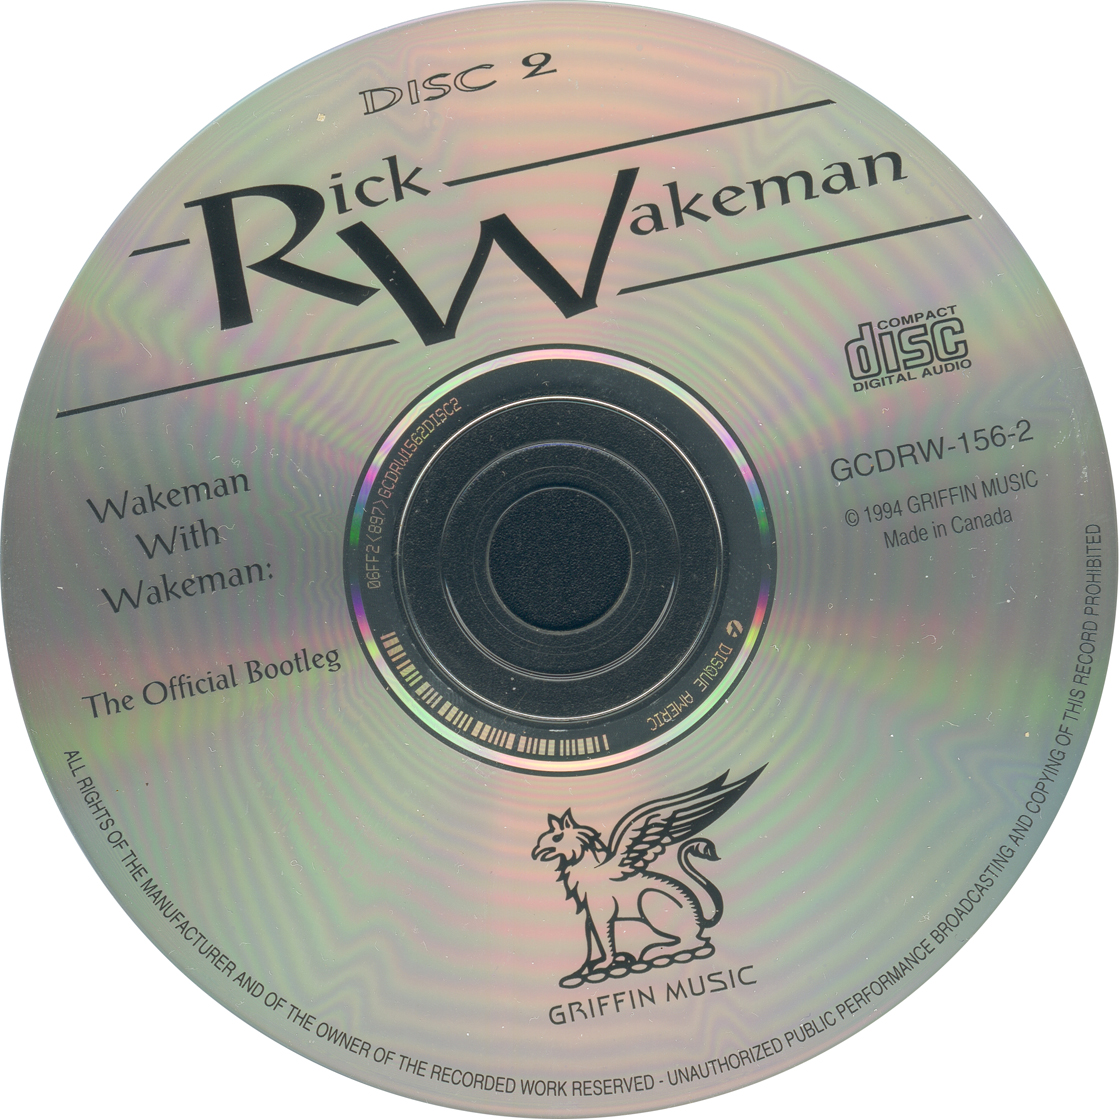 DISC 2
Rick Wakeman
COMPACT
disc
DIGITAL AUDIO
GCDRW-156-2
© 1994 GRIFFIN MUSIC
Made in Canada
Wakeman
With
Wakeman:
The Official Bootleg
06FF2<897>GCDRW1562DISC2
DISQUE AMERIC
GRIFFIN MUSIC
ALL RIGHTS OF THE MANUFACTURER AND OF THE OWNER OF THE RECORDED WORK RESERVED - UNAUTHORIZED PUBLIC PERFORMANCE BROADCASTING AND COPYING OF THIS RECORD PROHIBITED